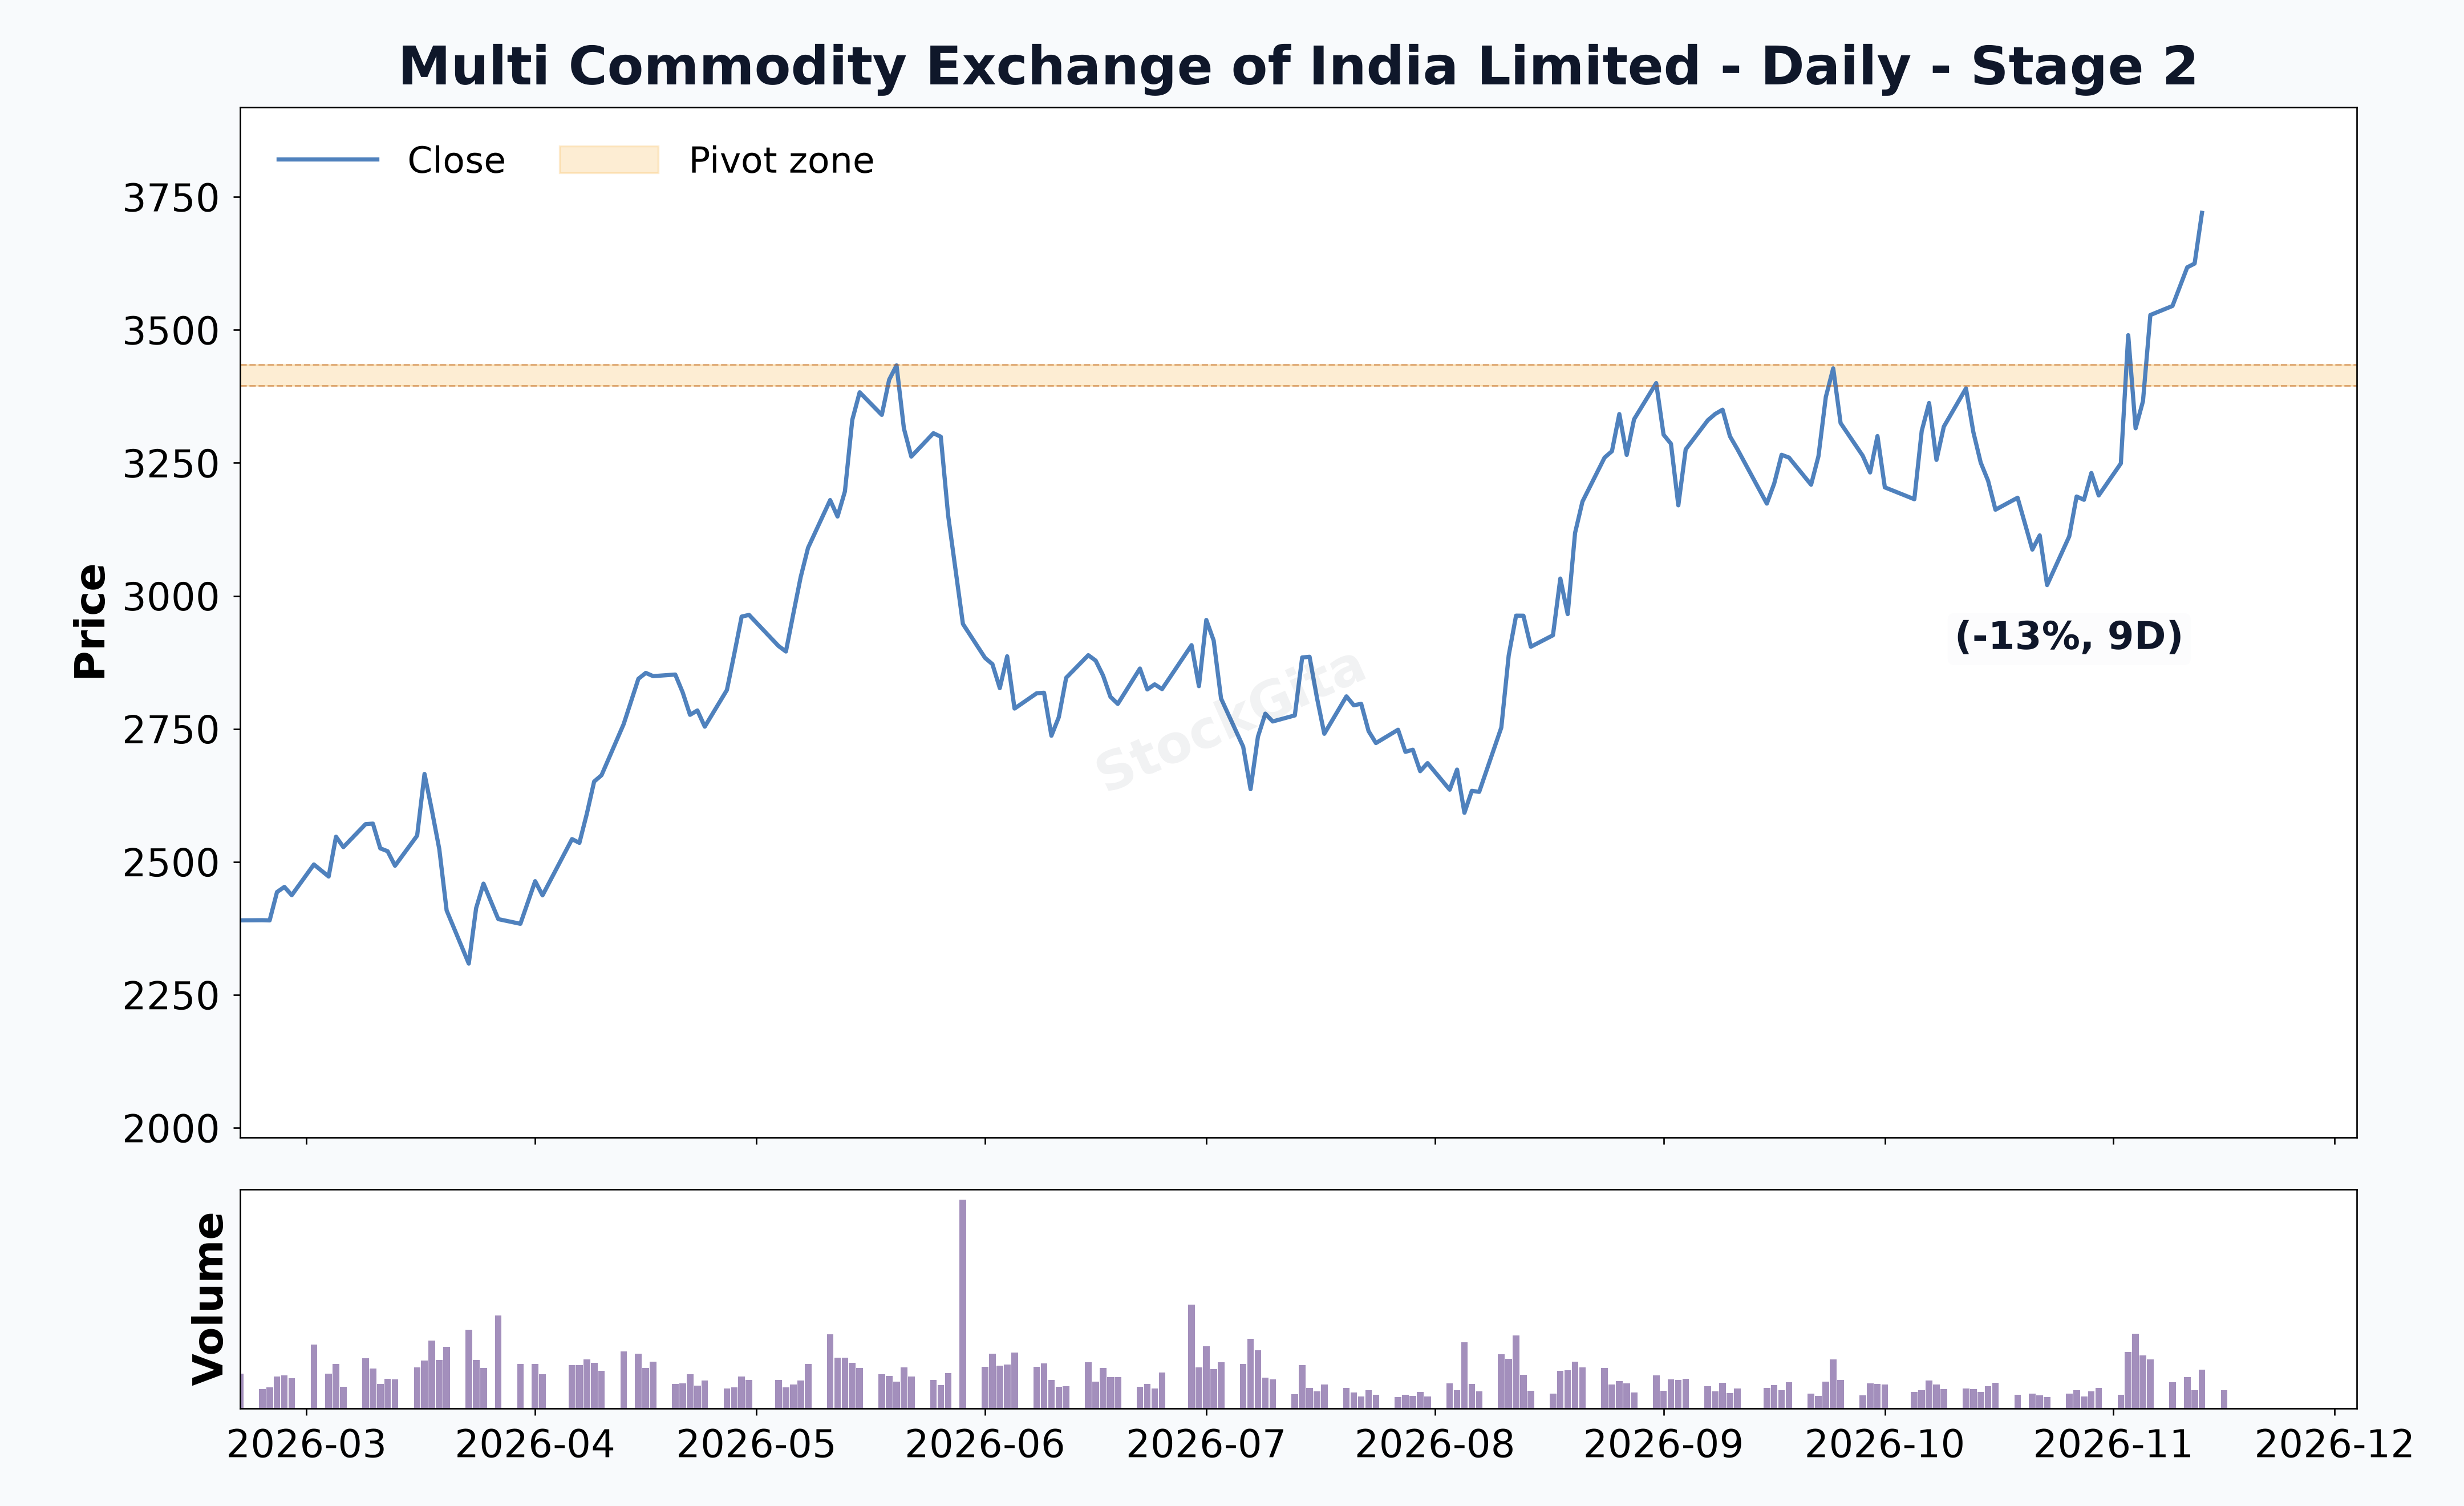 Multi Commodity Exchange of India Limited - Daily - Stage 2
Close
Pivot zone
3750
3500
3250
3000
2750
2500
2250
2000
Price
(-13%, 9D)
StockGita
Volume
2026-03
2026-04
2026-05
2026-06
2026-07
2026-08
2026-09
2026-10
2026-11
2026-12